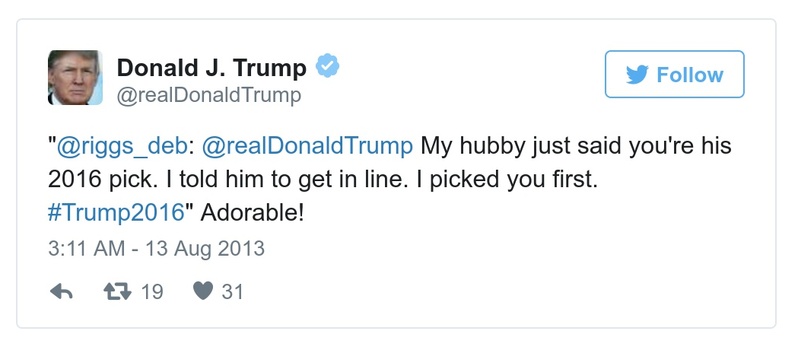 Donald J. Trump
@realDonaldTrump
Follow
"@riggs_deb: @realDonaldTrump My hubby just said you're his
2016 pick. I told him to get in line. I picked you first.
#Trump2016" Adorable!
3:11 AM - 13 Aug 2013
19 31